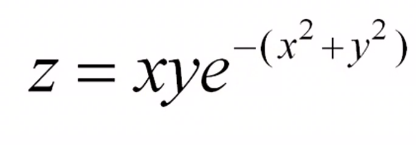 z = xye^{-(x^2+y^2)}